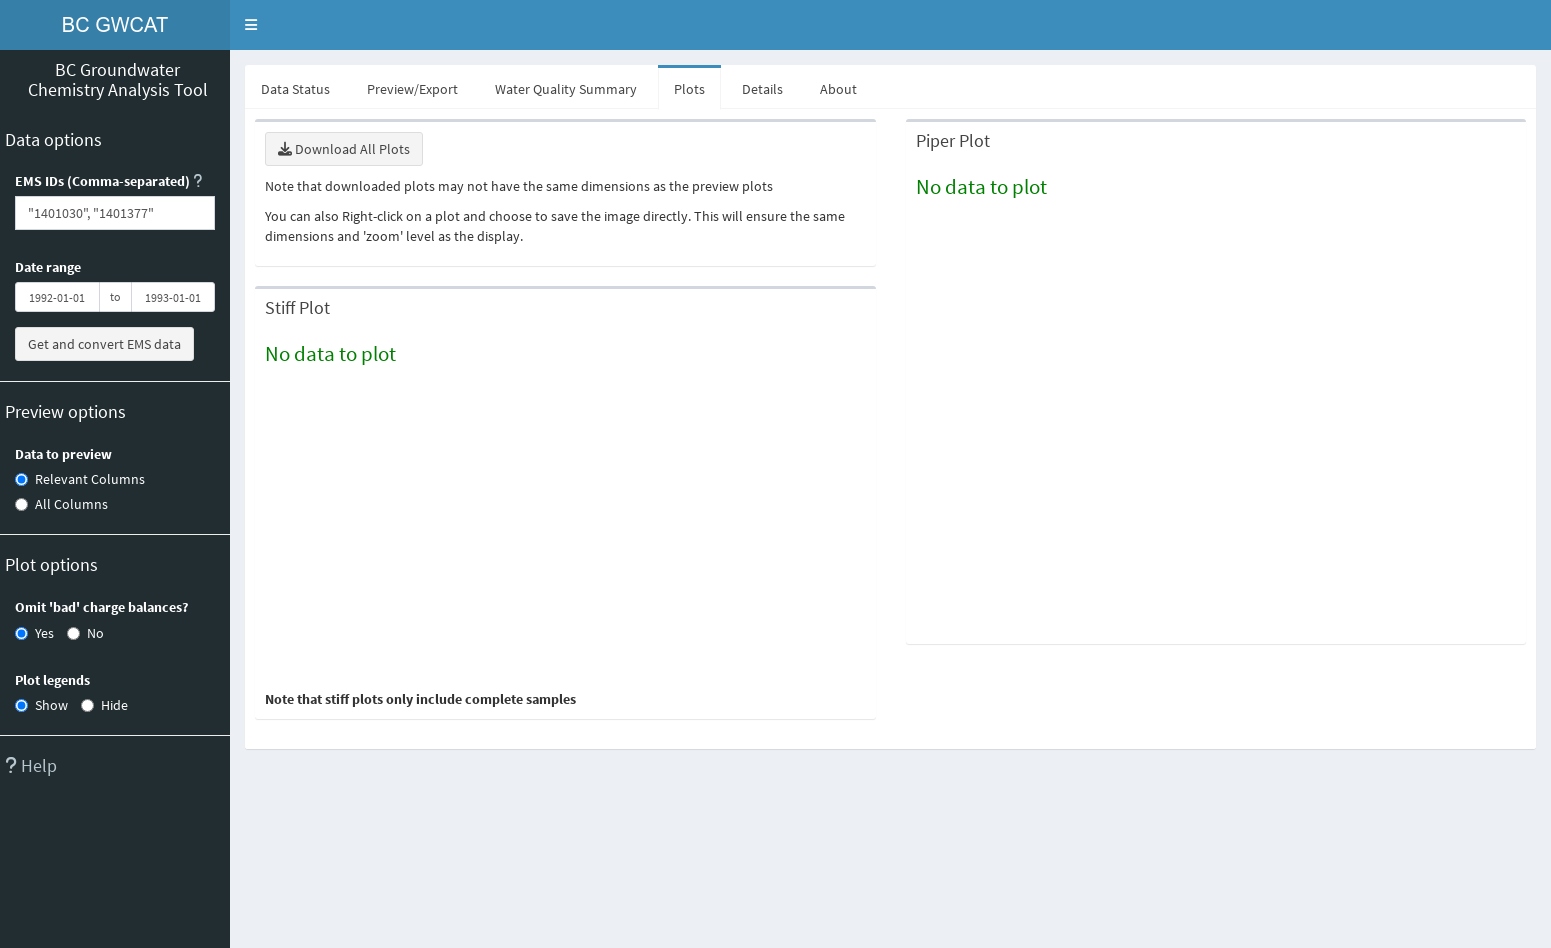 BC GWCAT
BC Groundwater
Chemistry Analysis Tool
Data options
EMS IDs (Comma-separated) ?
"1401030", "1401377"
Date range
1992-01-01 to 1993-01-01
Get and convert EMS data
Preview options
Data to preview
Relevant Columns
All Columns
Plot options
Omit 'bad' charge balances?
Yes No
Plot legends
Show Hide
? Help
Data Status Preview/Export Water Quality Summary Plots Details About
Download All Plots
Note that downloaded plots may not have the same dimensions as the preview plots
You can also Right-click on a plot and choose to save the image directly. This will ensure the same
dimensions and 'zoom' level as the display.
Stiff Plot
No data to plot
Note that stiff plots only include complete samples
Piper Plot
No data to plot